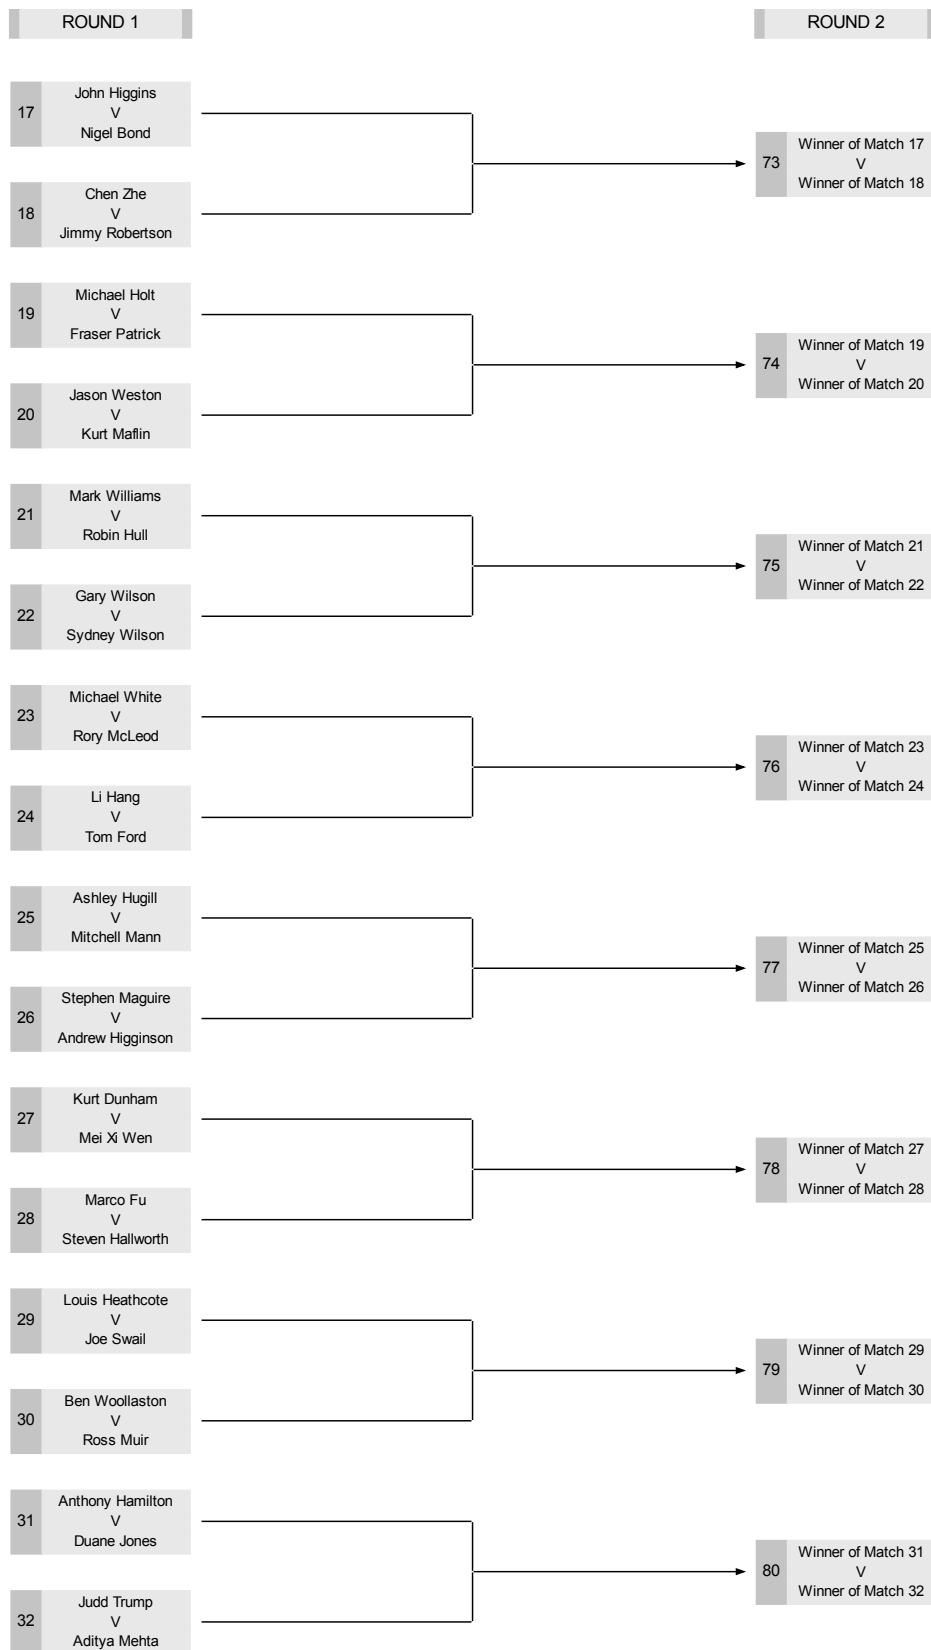 ROUND 1
ROUND 2
17
John Higgins
V
Nigel Bond
18
Chen Zhe
V
Jimmy Robertson
73
Winner of Match 17
V
Winner of Match 18
19
Michael Holt
V
Fraser Patrick
20
Jason Weston
V
Kurt Maflin
74
Winner of Match 19
V
Winner of Match 20
21
Mark Williams
V
Robin Hull
22
Gary Wilson
V
Sydney Wilson
75
Winner of Match 21
V
Winner of Match 22
23
Michael White
V
Rory McLeod
24
Li Hang
V
Tom Ford
76
Winner of Match 23
V
Winner of Match 24
25
Ashley Hugill
V
Mitchell Mann
26
Stephen Maguire
V
Andrew Higginson
77
Winner of Match 25
V
Winner of Match 26
27
Kurt Dunham
V
Mei Xi Wen
28
Marco Fu
V
Steven Hallworth
78
Winner of Match 27
V
Winner of Match 28
29
Louis Heathcote
V
Joe Swail
30
Ben Woollaston
V
Ross Muir
79
Winner of Match 29
V
Winner of Match 30
31
Anthony Hamilton
V
Duane Jones
32
Judd Trump
V
Aditya Mehta
80
Winner of Match 31
V
Winner of Match 32